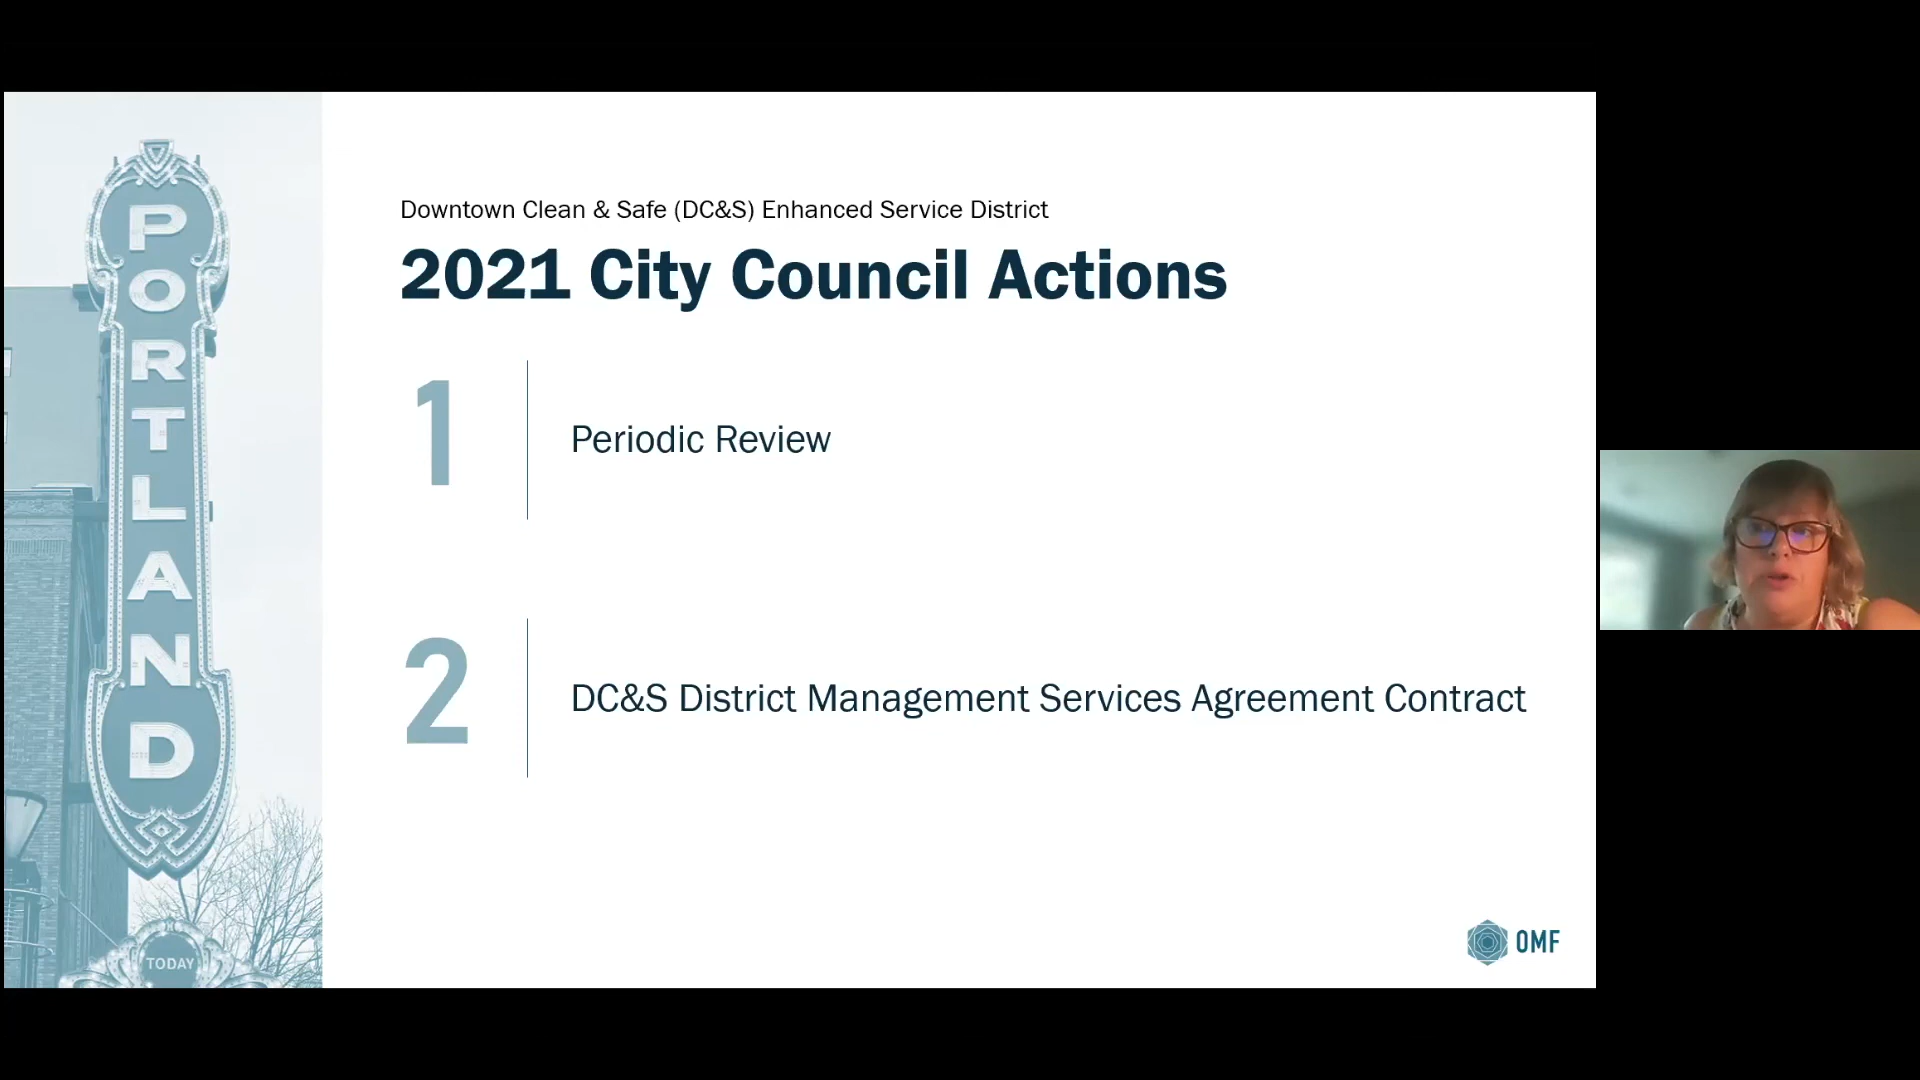 PORTLAND
TODAY
Downtown Clean & Safe (DC&S) Enhanced Service District
2021 City Council Actions
1
Periodic Review
2
DC&S District Management Services Agreement Contract
OMF